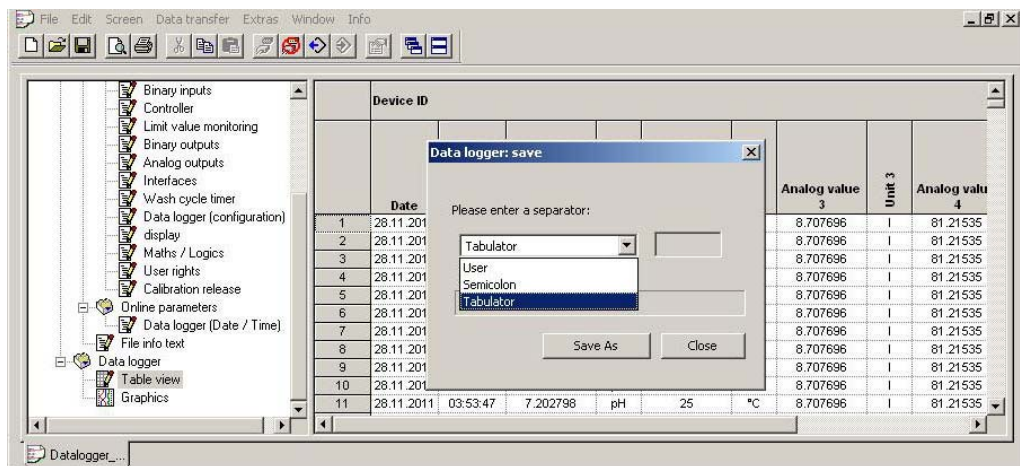 File Edit Screen Data transfer Extras Window Info
Binary inputs
Controller
Limit value monitoring
Binary outputs
Analog outputs
Interfaces
Wash cycle timer
Data logger (configuration)
display
Maths / Logics
User rights
Calibration release
Online parameters
Data logger (Date / Time)
File info text
Data logger
Table view
Graphics
Device ID
Date
Analog value 3
Unit 3
Analog valu 4
1 28.11.201 8.707696 I 81.21535
2 28.11.201 8.707696 I 81.21535
3 28.11.201 8.707696 I 81.21535
4 28.11.201 8.707696 I 81.21535
5 28.11.201 8.707696 I 81.21535
6 28.11.201 8.707696 I 81.21535
7 28.11.201 8.707696 I 81.21535
8 28.11.201 8.707696 I 81.21535
9 28.11.201 8.707696 I 81.21535
10 28.11.201 8.707696 I 81.21535
11 28.11.2011 03:53:47 7.202798 pH 25 °C 8.707696 I 81.21535
Data logger: save
Please enter a separator:
Tabulator
User
Semicolon
Tabulator
Save As Close
Datalogger_...